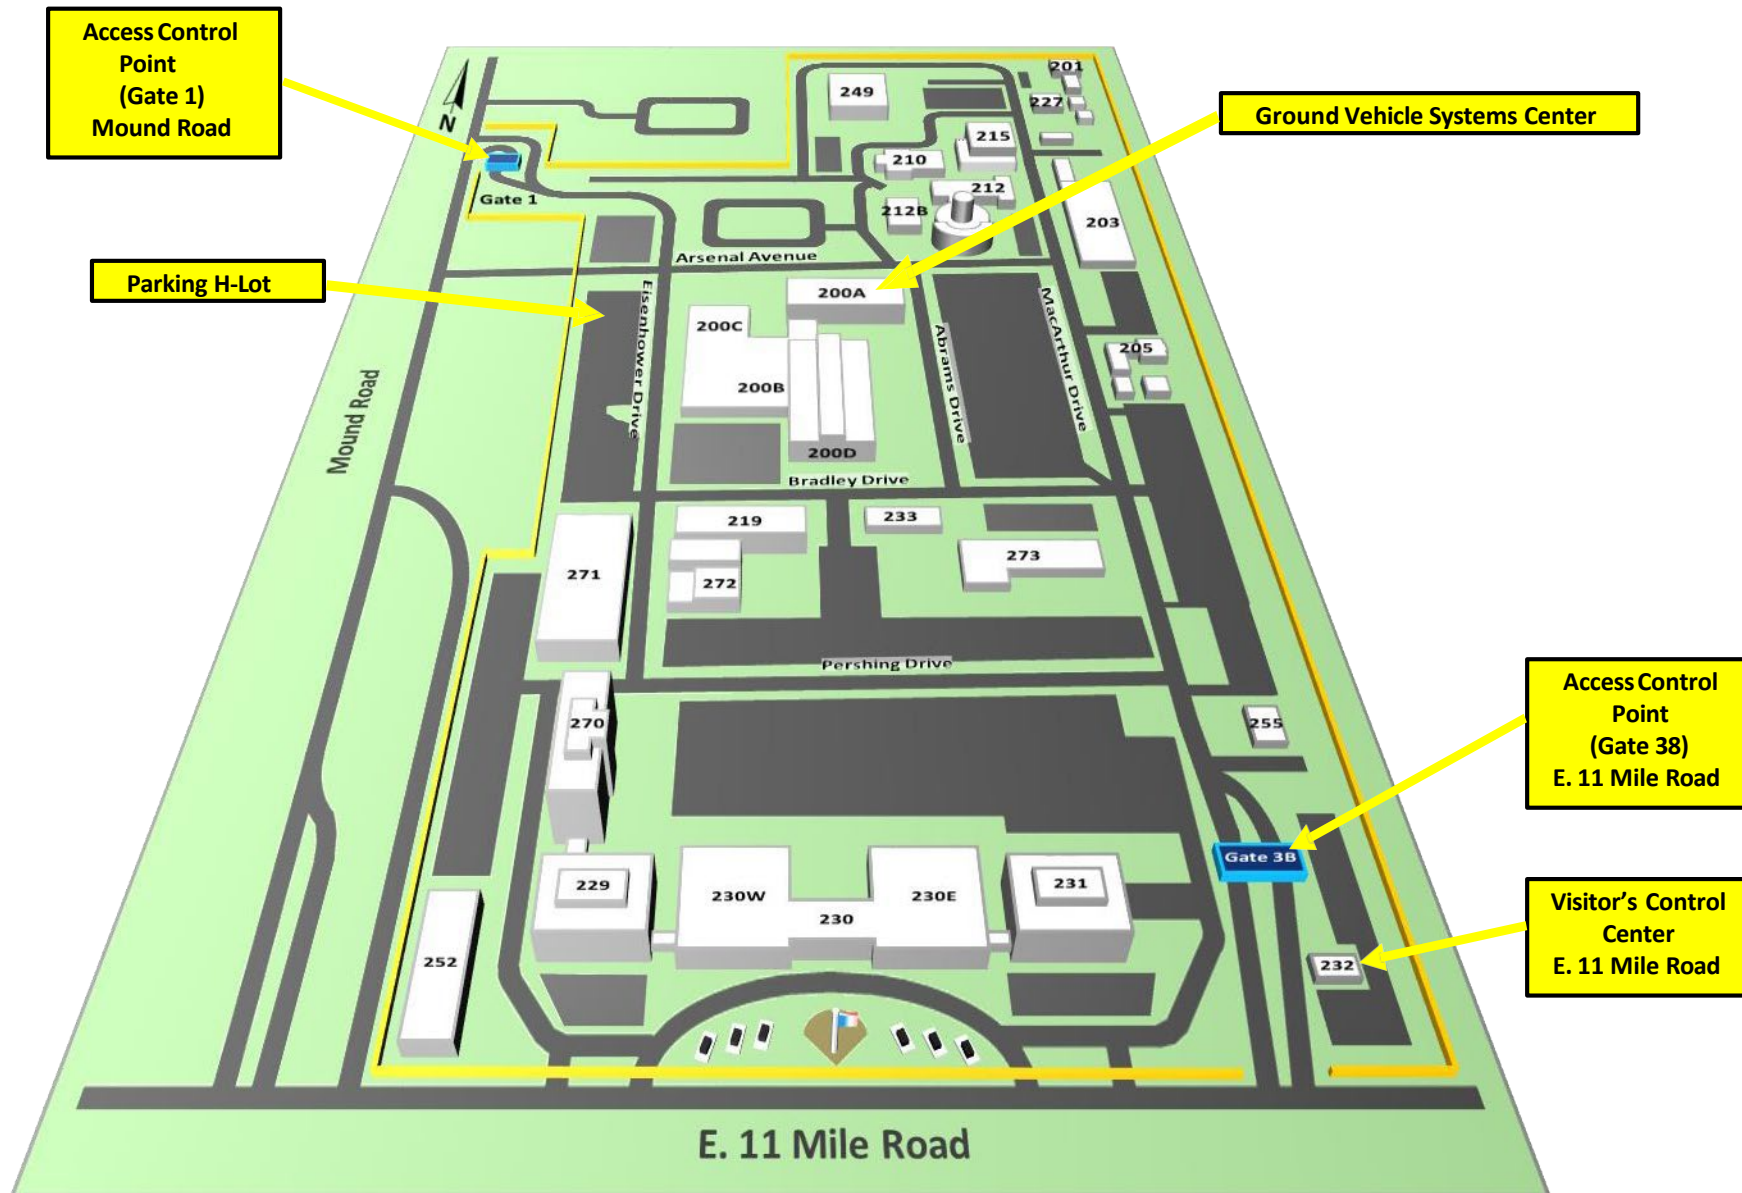 Access Control
Point
(Gate 1)
Mound Road
N
Gate 1
249
201
227
Ground Vehicle Systems Center
215
210
212
212B
203
Arsenal Avenue
Parking H-Lot
Eisenhower Drive
200A
200C
200B
200D
Abrams Drive
MacArthur Drive
205
Mound Road
Bradley Drive
219
233
273
271
272
Pershing Drive
270
255
Access Control
Point
(Gate 38)
E. 11 Mile Road
Gate 3B
229
230W
230
230E
231
Visitor’s Control
Center
E. 11 Mile Road
252
232
E. 11 Mile Road